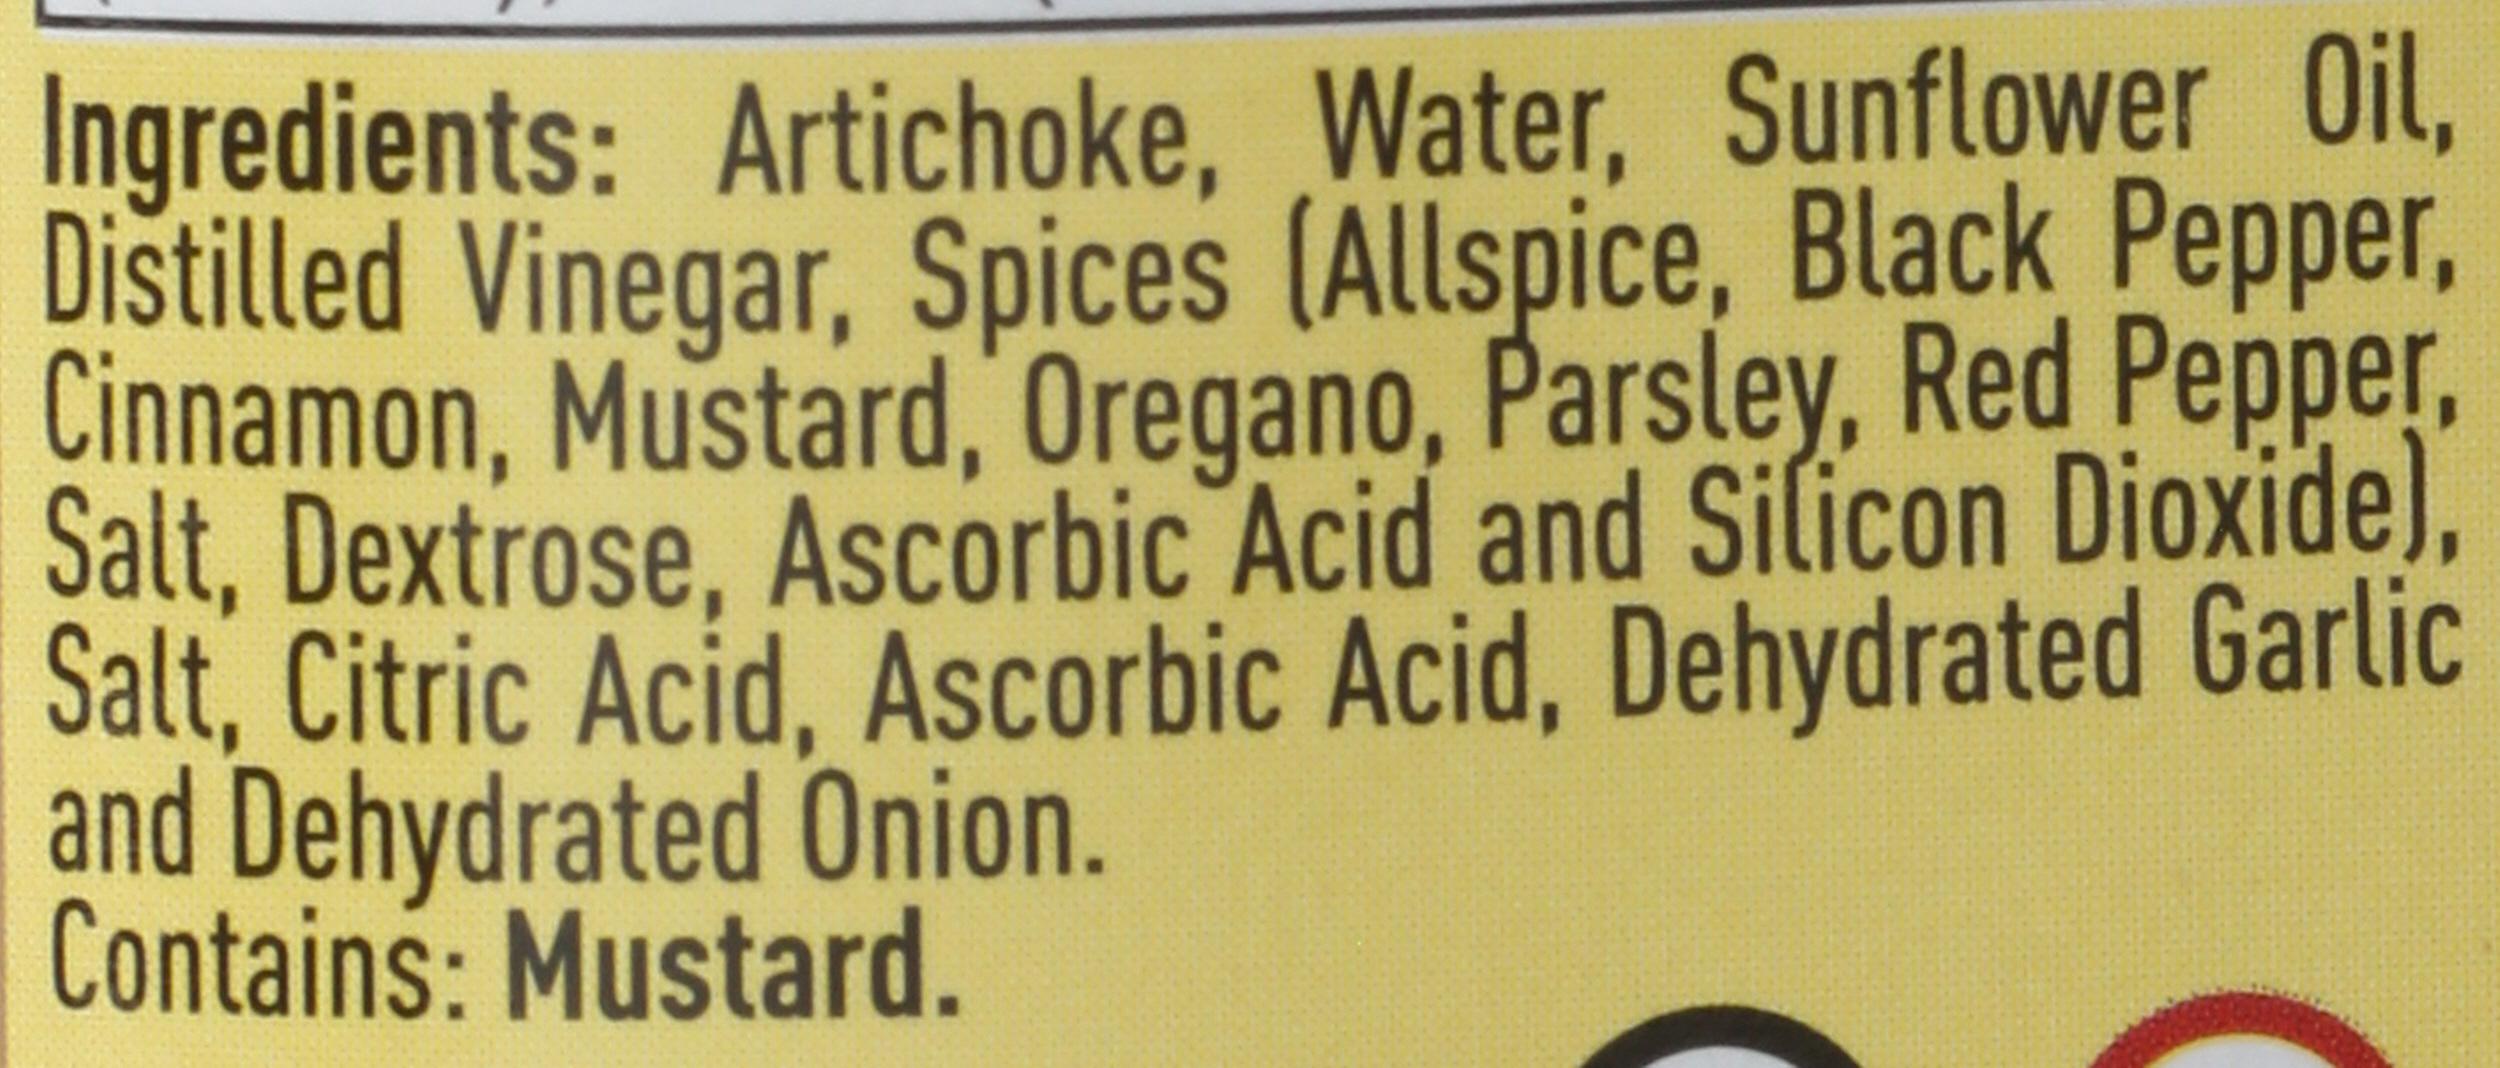 Ingredients: Artichoke, Water, Sunflower Oil,
Distilled Vinegar, Spices (Allspice, Black Pepper,
Cinnamon, Mustard, Oregano, Parsley, Red Pepper,
Salt, Dextrose, Ascorbic Acid and Silicon Dioxide),
Salt, Citric Acid, Ascorbic Acid, Dehydrated Garlic
and Dehydrated Onion.
Contains: Mustard.